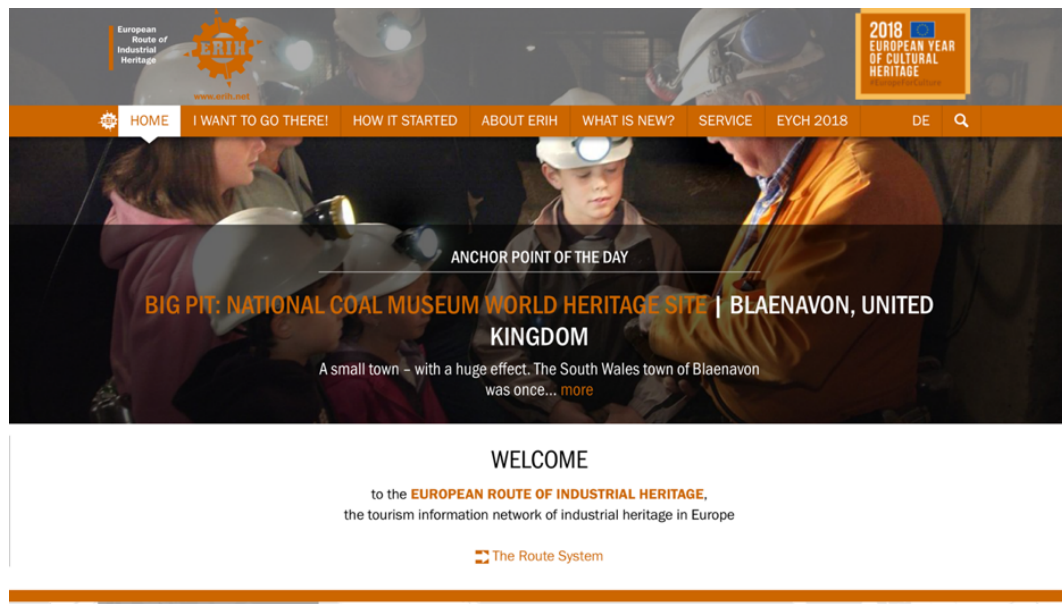 European
Route of
Industrial
Heritage
ERIH
www.erih.net
2018
EUROPEAN YEAR
OF CULTURAL
HERITAGE
#EuropeForCulture
HOME I WANT TO GO THERE! HOW IT STARTED ABOUT ERIH WHAT IS NEW? SERVICE EYCH 2018 DE
ANCHOR POINT OF THE DAY
BIG PIT: NATIONAL COAL MUSEUM WORLD HERITAGE SITE | BLAENAVON, UNITED
KINGDOM
A small town – with a huge effect. The South Wales town of Blaenavon
was once... more
WELCOME
to the EUROPEAN ROUTE OF INDUSTRIAL HERITAGE,
the tourism information network of industrial heritage in Europe
The Route System